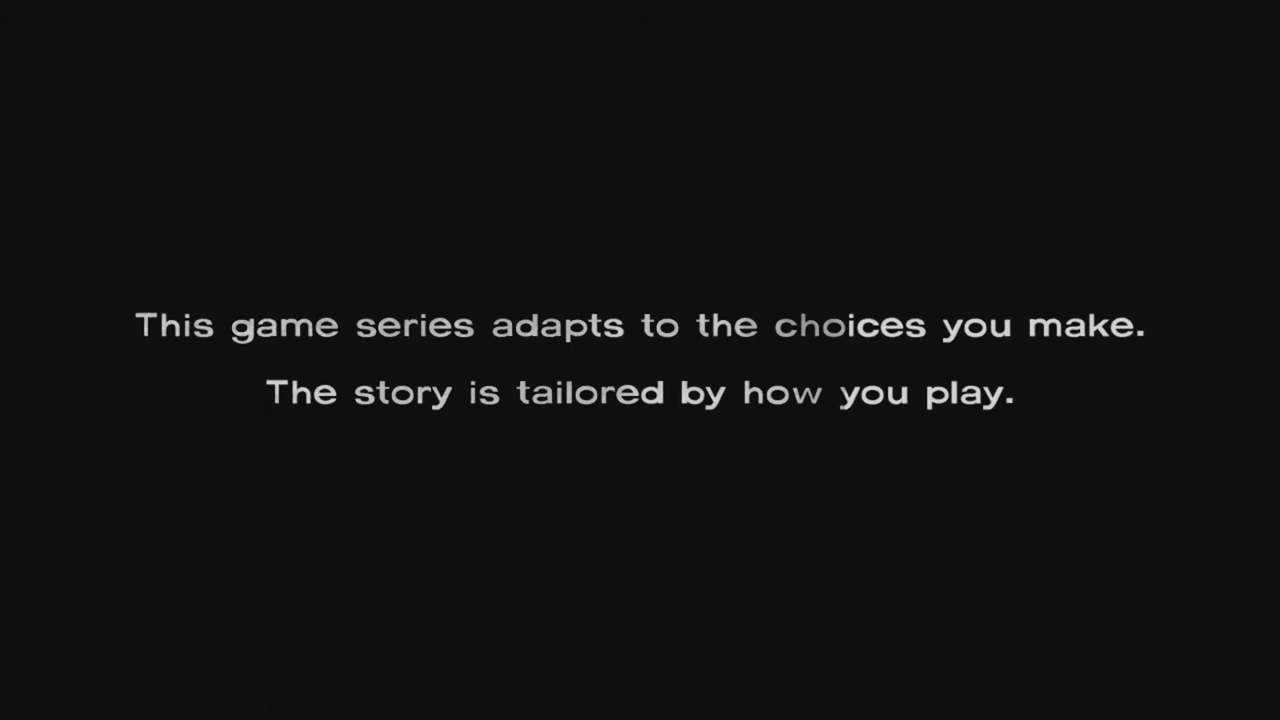 This game series adapts to the choices you make.
The story is tailored by how you play.